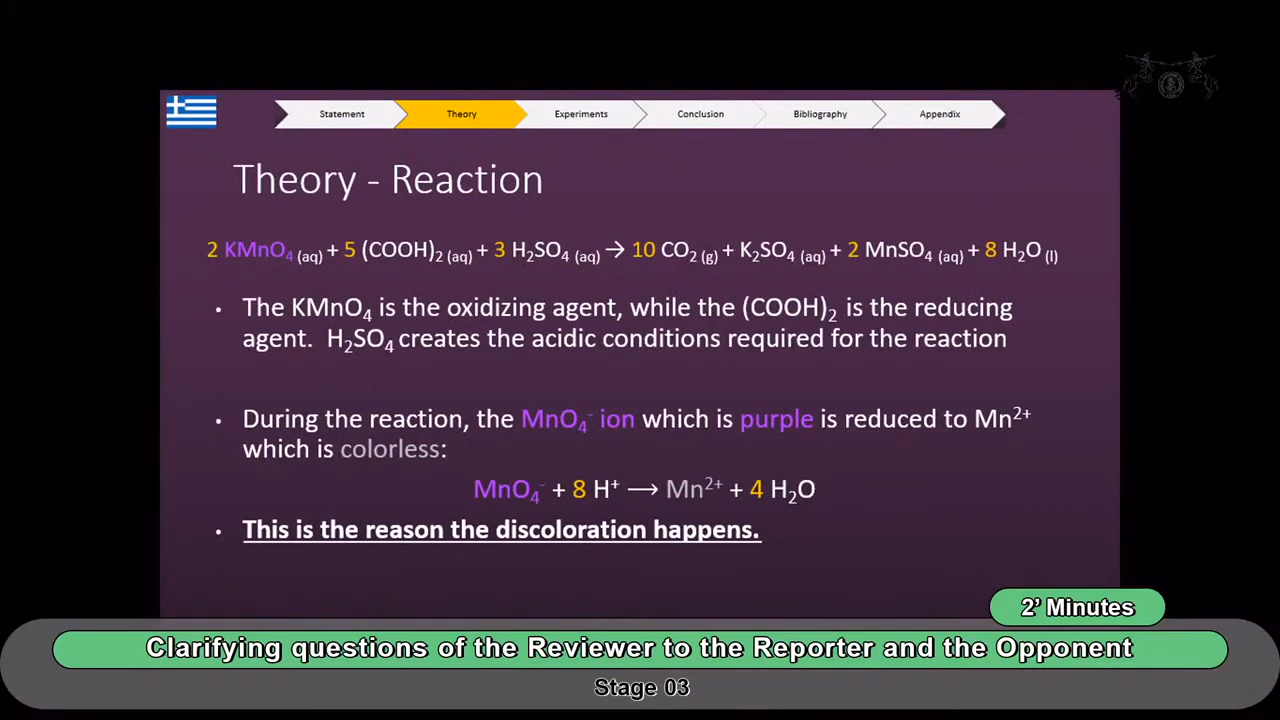 Statement
Theory
Experiments
Conclusion
Bibliography
Appendix
Theory - Reaction
2 KMnO₄ (aq) + 5 (COOH)₂ (aq) + 3 H₂SO₄ (aq) → 10 CO₂ (g) + K₂SO₄ (aq) + 2 MnSO₄ (aq) + 8 H₂O (l)
• The KMnO₄ is the oxidizing agent, while the (COOH)₂ is the reducing
agent. H₂SO₄ creates the acidic conditions required for the reaction
• During the reaction, the MnO₄⁻ ion which is purple is reduced to Mn²⁺
which is colorless:
MnO₄⁻ + 8 H⁺ ⟶ Mn²⁺ + 4 H₂O
• This is the reason the discoloration happens.
2’ Minutes
Clarifying questions of the Reviewer to the Reporter and the Opponent
Stage 03